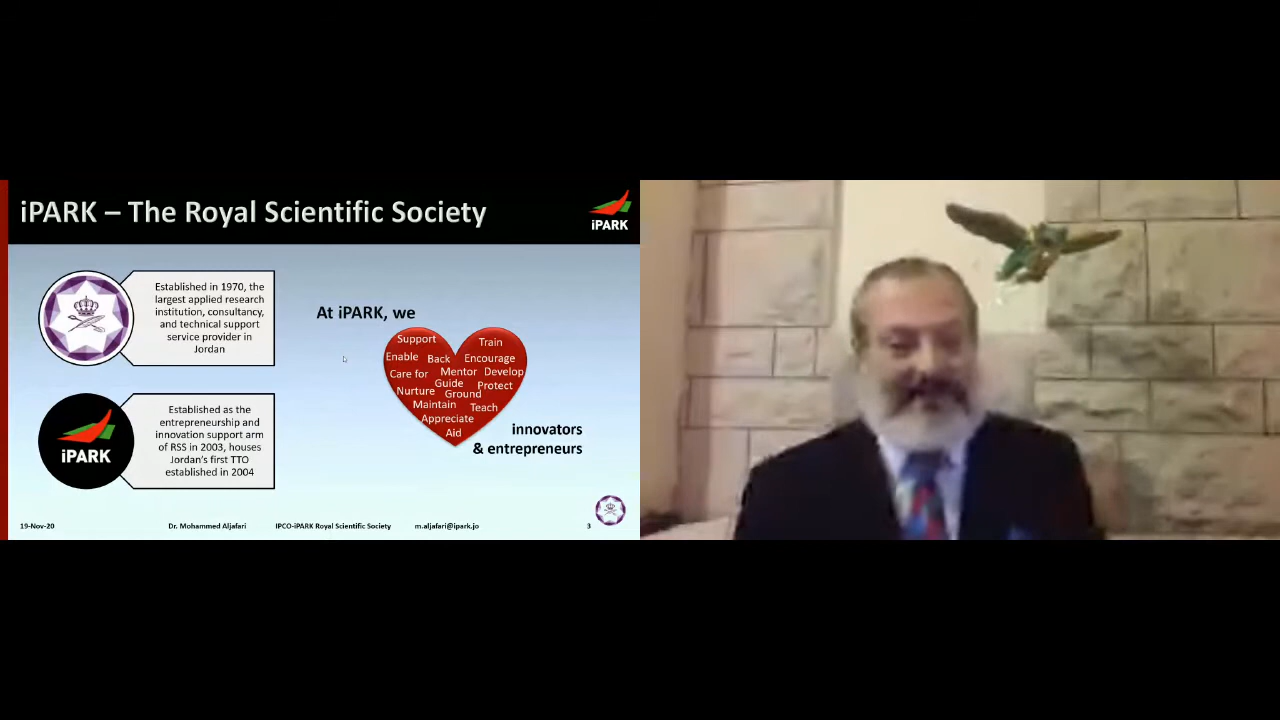 iPARK – The Royal Scientific Society
iPARK
Established in 1970, the
largest applied research
institution, consultancy,
and technical support
service provider in
Jordan
iPARK
Established as the
entrepreneurship and
innovation support arm
of RSS in 2003, houses
Jordan's first TTO
established in 2004
At iPARK, we
Support
Train
Enable
Back
Encourage
Care for
Mentor
Develop
Guide
Protect
Nurture
Ground
Maintain
Teach
Appreciate
Aid
innovators
& entrepreneurs
19-Nov-20
Dr. Mohammed Aljafari
IPCO-iPARK Royal Scientific Society
m.aljafari@ipark.jo
3